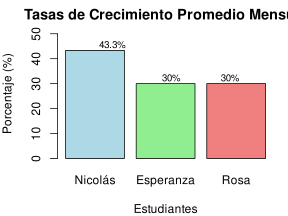 Tasas de Crecimiento Promedio
50
40
30
20
10
0
Porcentaje (%)
43.3%
30%
30%
Nicolás Esperanza Rosa
Estudiantes